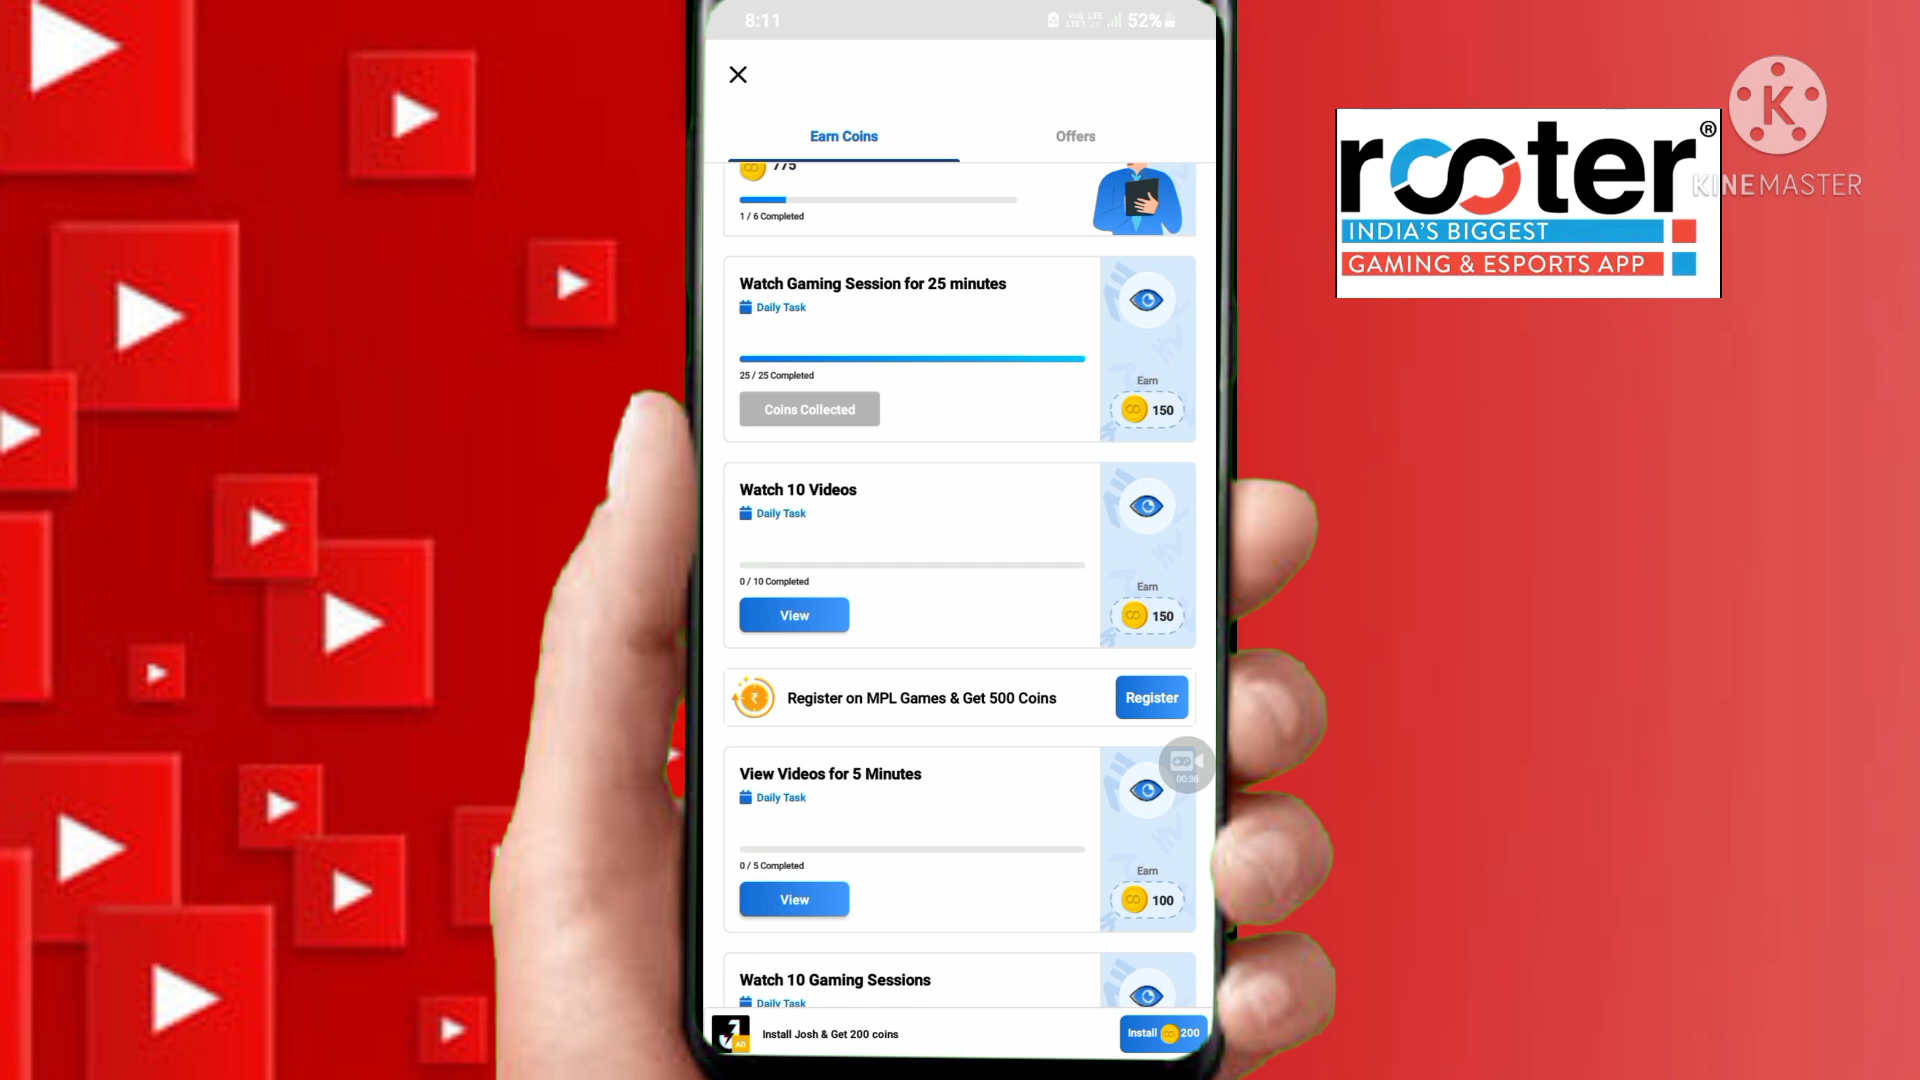 8:11
52%
Earn Coins
Offers
775
1 / 6 Completed
Watch Gaming Session for 25 minutes
Daily Task
25 / 25 Completed
Coins Collected
Earn
150
Watch 10 Videos
Daily Task
0 / 10 Completed
View
Earn
150
Register on MPL Games & Get 500 Coins
Register
View Videos for 5 Minutes
Daily Task
00:36
0 / 5 Completed
View
Earn
100
Watch 10 Gaming Sessions
Daily Task
AD
Install Josh & Get 200 coins
Install 200
rooter®
INDIA'S BIGGEST
GAMING & ESPORTS APP
K
KINEMASTER